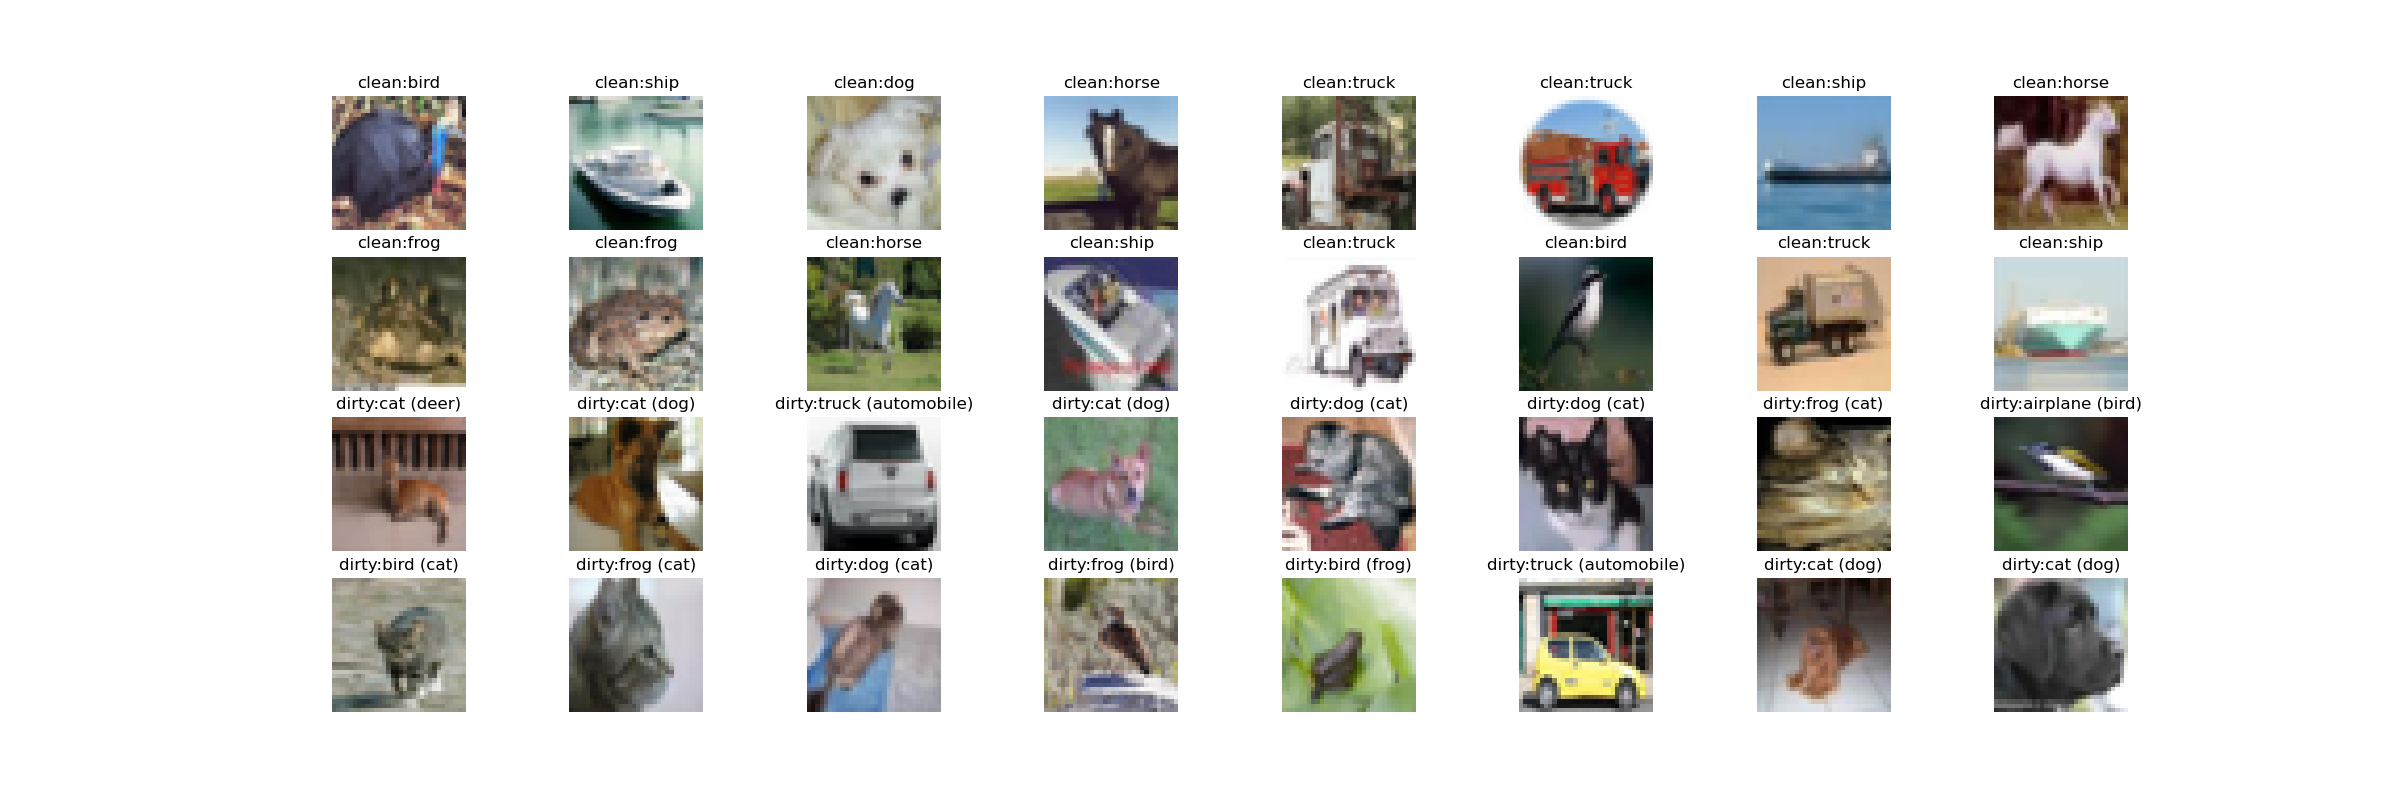 clean:bird clean:ship clean:dog clean:horse clean:truck clean:truck clean:ship clean:horse
clean:frog clean:frog clean:horse clean:ship clean:truck clean:bird clean:truck clean:ship
dirty:cat (deer) dirty:cat (dog) dirty:truck (automobile) dirty:cat (dog) dirty:dog (cat) dirty:dog (cat) dirty:frog (cat) dirty:airplane (bird)
dirty:bird (cat) dirty:frog (cat) dirty:dog (cat) dirty:frog (bird) dirty:bird (frog) dirty:truck (automobile) dirty:cat (dog) dirty:cat (dog)